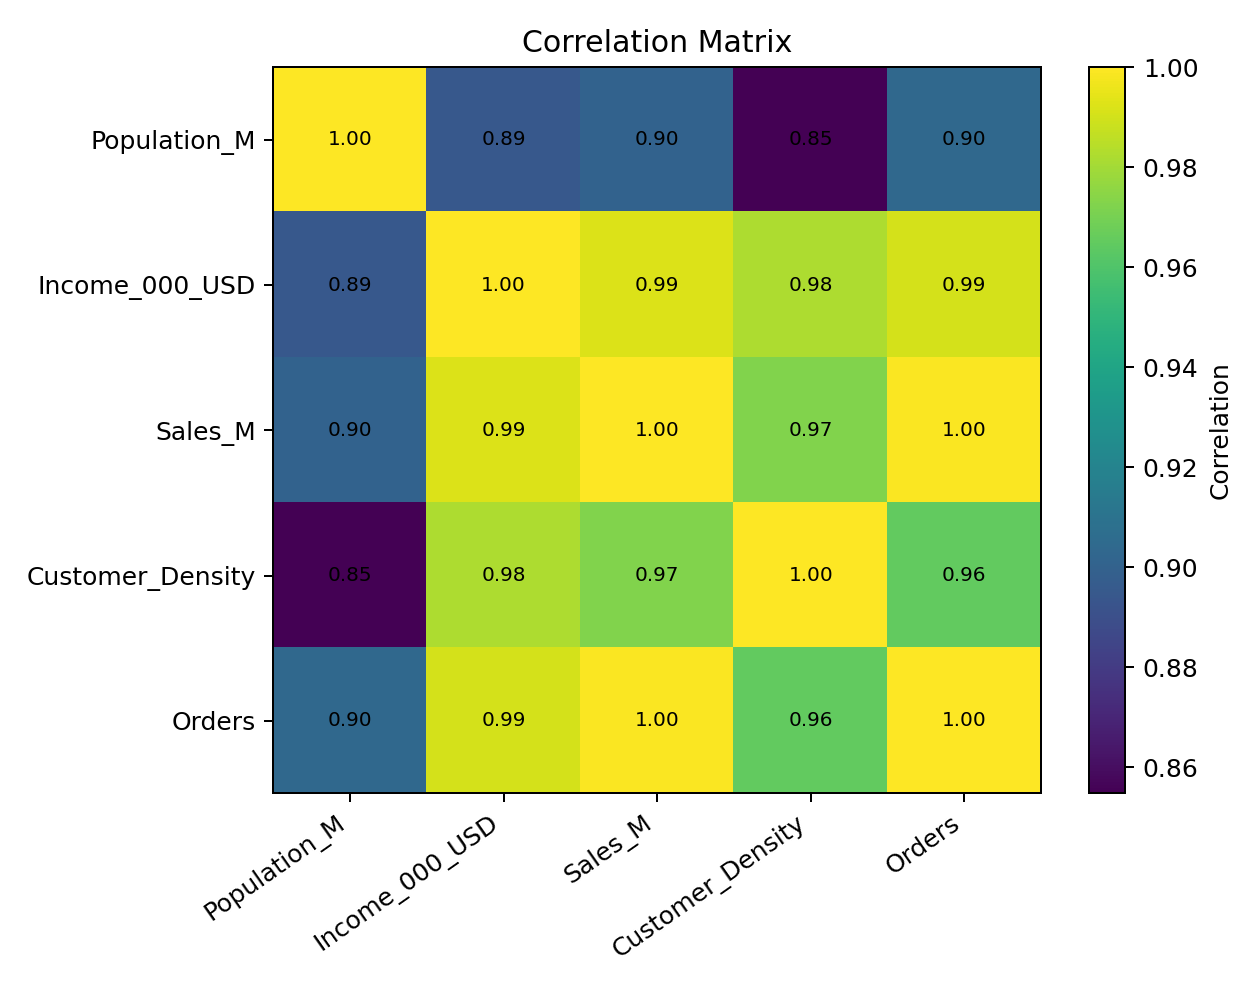 Correlation Matrix
Population_M 1.00 0.89 0.90 0.85 0.90
Income_000_USD 0.89 1.00 0.99 0.98 0.99
Sales_M 0.90 0.99 1.00 0.97 1.00
Customer_Density 0.85 0.98 0.97 1.00 0.96
Orders 0.90 0.99 1.00 0.96 1.00
Population_M Income_000_USD Sales_M Customer_Density Orders
1.00
0.98
0.96
0.94
0.92
0.90
0.88
0.86
Correlation